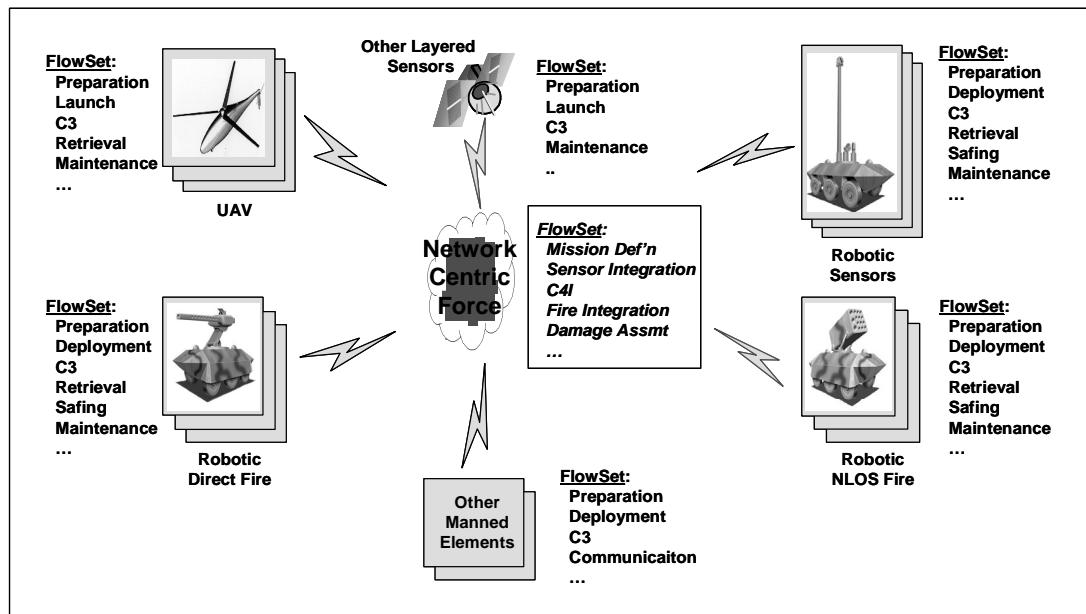 FlowSet:
Preparation
Launch
C3
Retrieval
Maintenance
…
UAV
Other Layered
Sensors
FlowSet:
Preparation
Launch
C3
Maintenance
..
FlowSet:
Preparation
Deployment
C3
Retrieval
Safing
Maintenance
…
Robotic
Sensors
Network
Centric
Force
FlowSet:
Mission Def'n
Sensor Integration
C4I
Fire Integration
Damage Assmt
…
FlowSet:
Preparation
Deployment
C3
Retrieval
Safing
Maintenance
…
Robotic
Direct Fire
FlowSet:
Preparation
Deployment
C3
Retrieval
Safing
Maintenance
…
Robotic
NLOS Fire
Other
Manned
Elements
FlowSet:
Preparation
Deployment
C3
Communicaiton
…